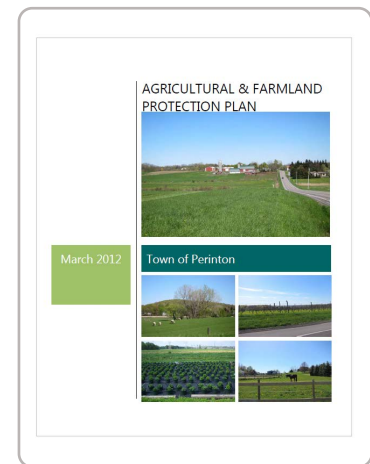 AGRICULTURAL & FARMLAND
PROTECTION PLAN
March 2012
Town of Perinton